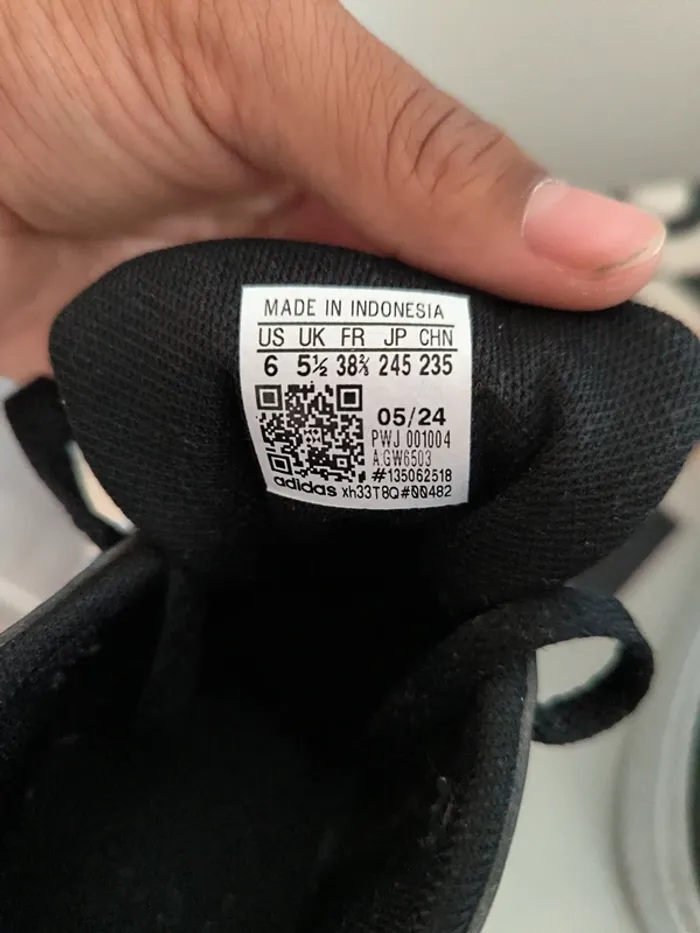 MADE IN INDONESIA
US UK FR JP CHN
6 5½ 38⅔ 245 235
05/24
PWJ 001004
A:GW6503
#135062518
adidas xh33T8Q#00482